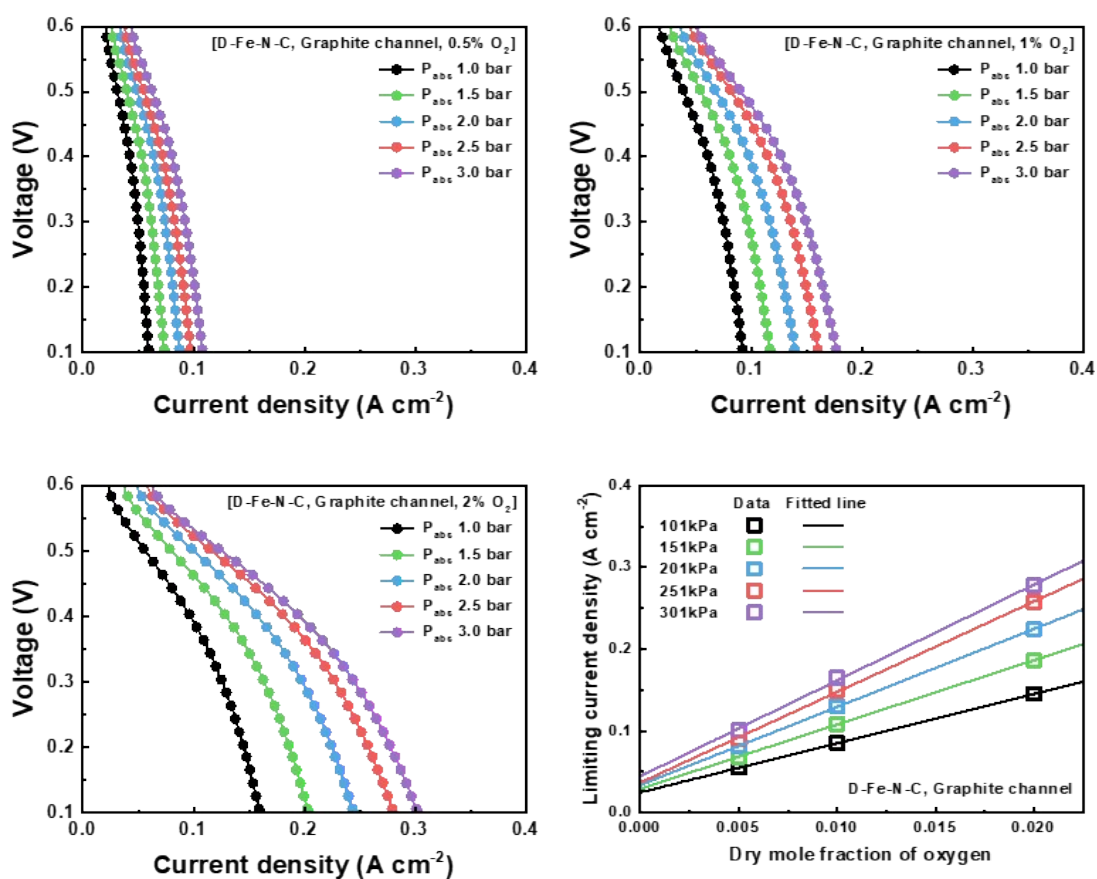 [D-Fe-N-C, Graphite channel, 0.5% O₂]
P_abs 1.0 bar
P_abs 1.5 bar
P_abs 2.0 bar
P_abs 2.5 bar
P_abs 3.0 bar
0.6
0.5
0.4
0.3
0.2
0.1
Voltage (V)
0.0 0.1 0.2 0.3 0.4
Current density (A cm⁻²)
[D-Fe-N-C, Graphite channel, 1% O₂]
P_abs 1.0 bar
P_abs 1.5 bar
P_abs 2.0 bar
P_abs 2.5 bar
P_abs 3.0 bar
0.6
0.5
0.4
0.3
0.2
0.1
Voltage (V)
0.0 0.1 0.2 0.3 0.4
Current density (A cm⁻²)
[D-Fe-N-C, Graphite channel, 2% O₂]
P_abs 1.0 bar
P_abs 1.5 bar
P_abs 2.0 bar
P_abs 2.5 bar
P_abs 3.0 bar
0.6
0.5
0.4
0.3
0.2
0.1
Voltage (V)
0.0 0.1 0.2 0.3 0.4
Current density (A cm⁻²)
Data Fitted line
101kPa
151kPa
201kPa
251kPa
301kPa
0.4
0.3
0.2
0.1
0.0
Limiting current density (A cm⁻²)
D-Fe-N-C, Graphite channel
0.000 0.005 0.010 0.015 0.020
Dry mole fraction of oxygen